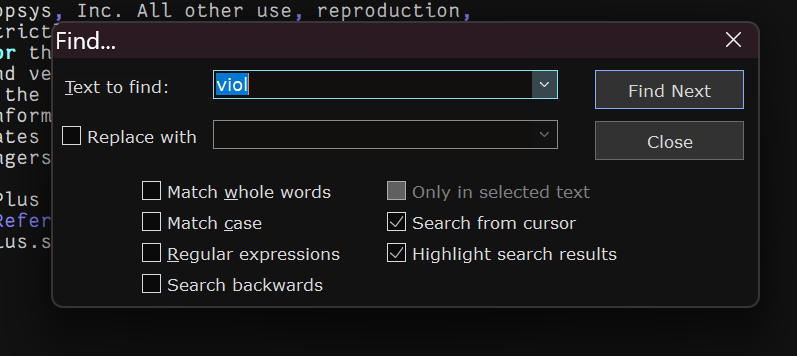 opsys, Inc. All other use, reproduction,
trict
Find...
or th
nd ve
Text to find: viol
Find Next
the
nform
Replace with
Close
ates
ngers
Match whole words
Only in selected text
Plus
Match case
Search from cursor
Refer
lus.s
Regular expressions
Highlight search results
Search backwards